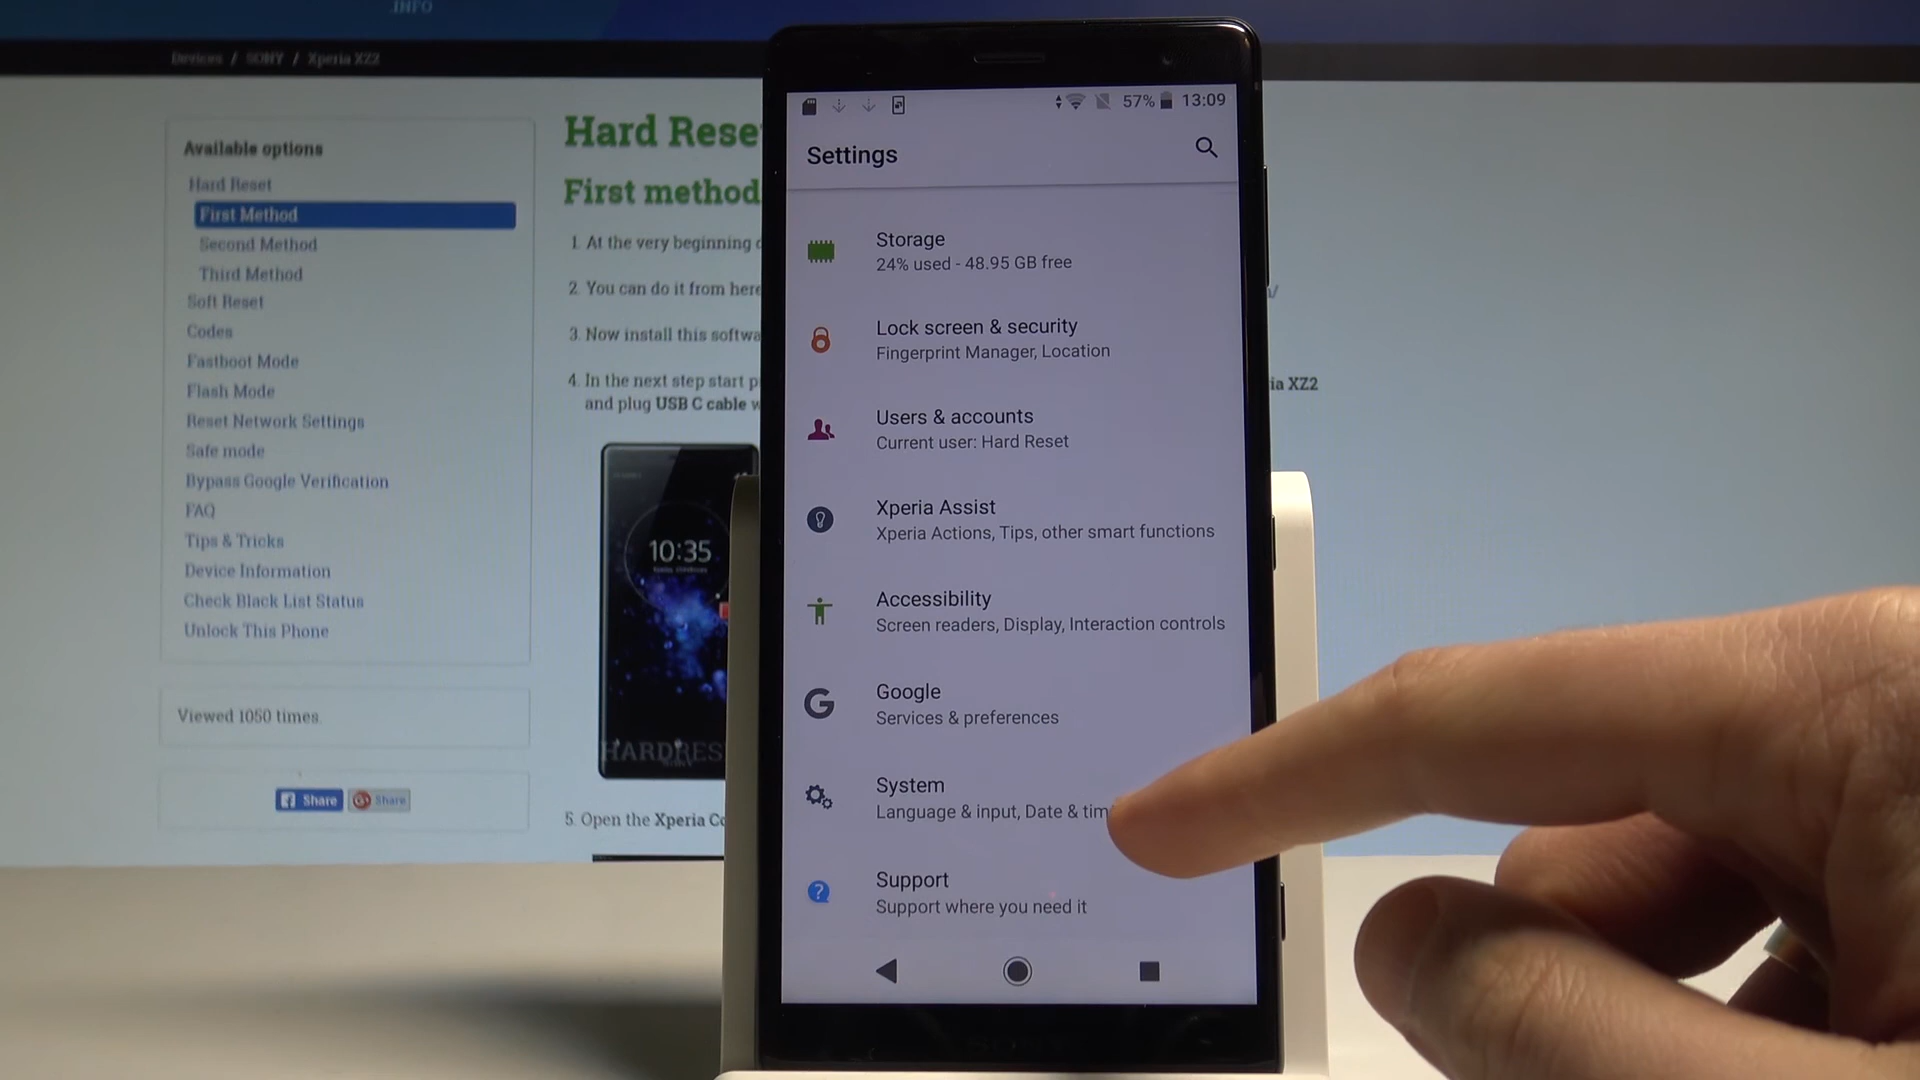 .INFO
Devices / SONY / Xperia XZ2
Available options
Hard Reset
First Method
Second Method
Third Method
Soft Reset
Codes
Fastboot Mode
Flash Mode
Reset Network Settings
Safe mode
Bypass Google Verification
FAQ
Tips & Tricks
Device Information
Check Black List Status
Unlock This Phone
Viewed 1050 times.
Share
Share
Hard Rese
First method
1. At the very beginning
2. You can do it from here
3. Now install this softwa
4. In the next step start p
and plug USB C cable w
ia XZ2
10:35
HARDRES
5. Open the Xperia Co
57% 13:09
Settings
Storage
24% used - 48.95 GB free
Lock screen & security
Fingerprint Manager, Location
Users & accounts
Current user: Hard Reset
Xperia Assist
Xperia Actions, Tips, other smart functions
Accessibility
Screen readers, Display, Interaction controls
Google
Services & preferences
System
Language & input, Date & tim
Support
Support where you need it